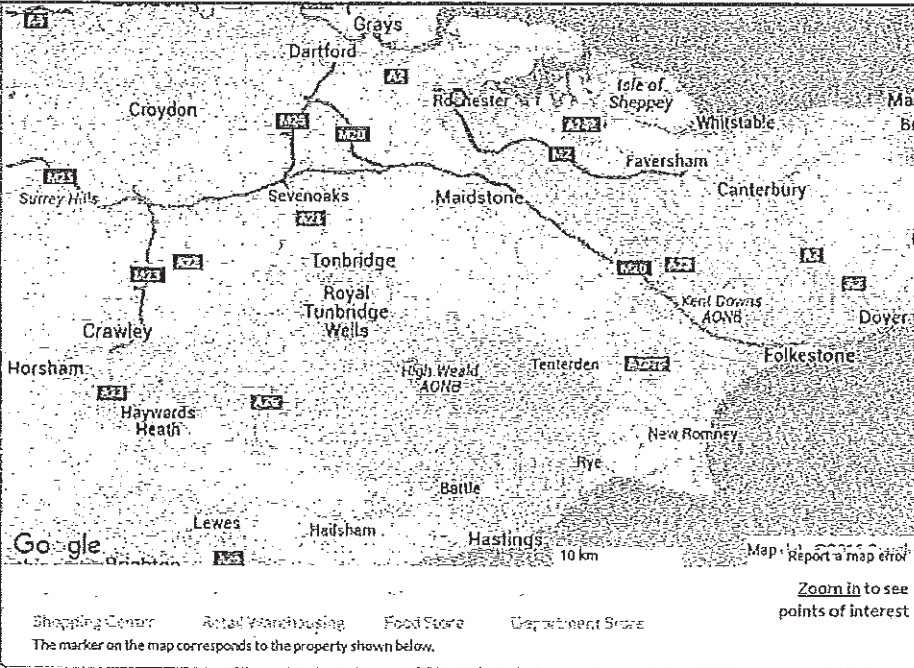 A3
Grays
Dartford
A2
Isle of
Sheppey
Rochester
Croydon
M25
M20
A249
Whitstable
M2
Faversham
M25
Surrey Hills
Sevenoaks
Maidstone
Canterbury
A21
Tonbridge
A22
M23
M20
A28
A2
Royal
Tunbridge
Wells
Kent Downs
AONB
Dover
Crawley
Folkestone
Horsham
High Weald
AONB
Tenterden
A23
A26
Haywards
Heath
New Romney
Rye
Battle
Lewes
Hailsham
Hastings
Google
10 km
Report a map error
Zoom in to see
points of interest
Shopping Center Retail Warehousing Food Store Department Store
The marker on the map corresponds to the property shown below.